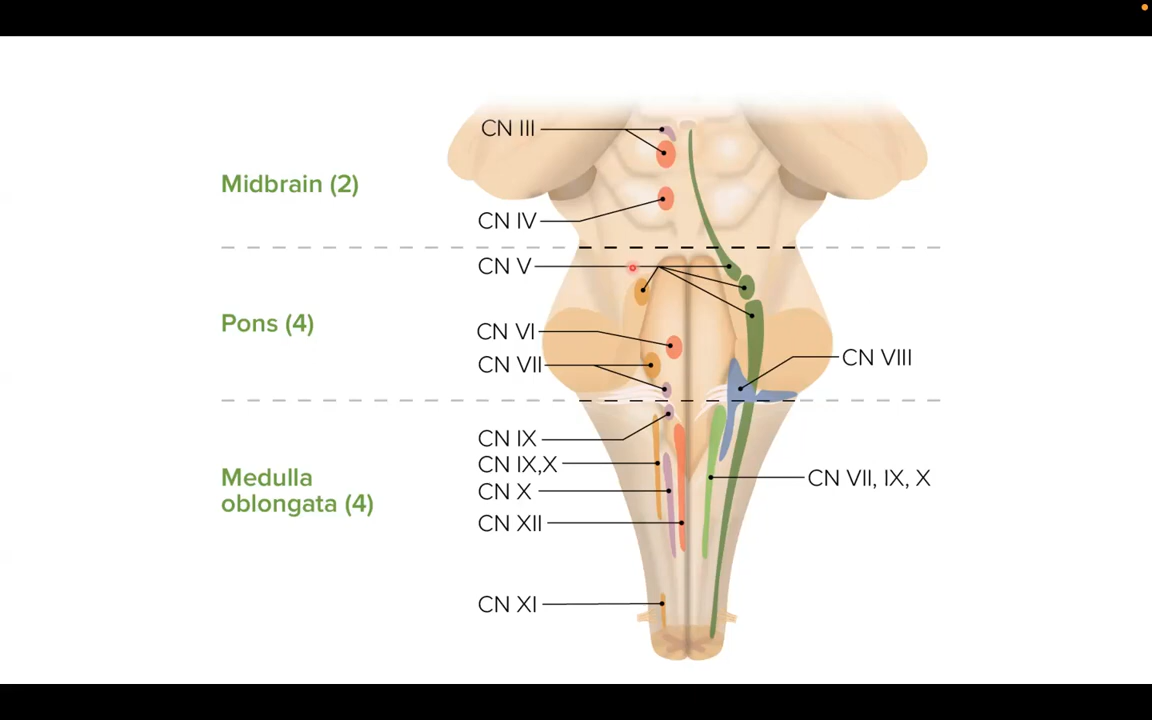 CN III
Midbrain (2)
CN IV
CN V
Pons (4)
CN VI
CN VII
CN VIII
CN IX
CN IX,X
Medulla
oblongata (4)
CN X
CN VII, IX, X
CN XII
CN XI